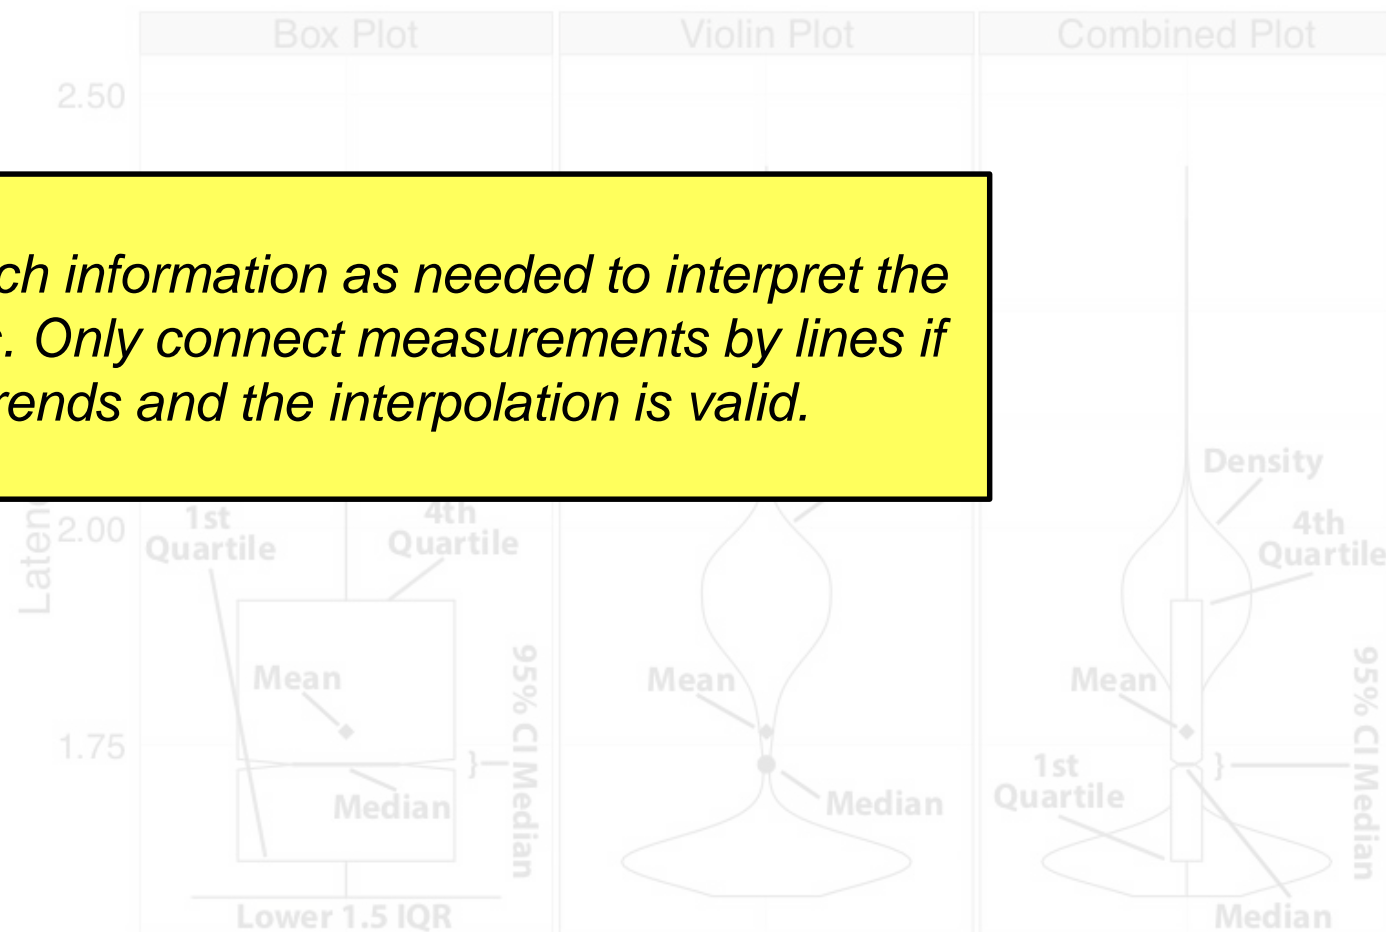 Box Plot
Violin Plot
Combined Plot
2.50
ch information as needed to interpret the
. Only connect measurements by lines if
rends and the interpolation is valid.
Density
4th
Quartile
Laten
2.00
1st
Quartile
4th
Quartile
Mean
95% CI Median
}
Mean
Mean
95% CI Median
}
1.75
1st
Quartile
Median
Median
Lower 1.5 IQR
Median